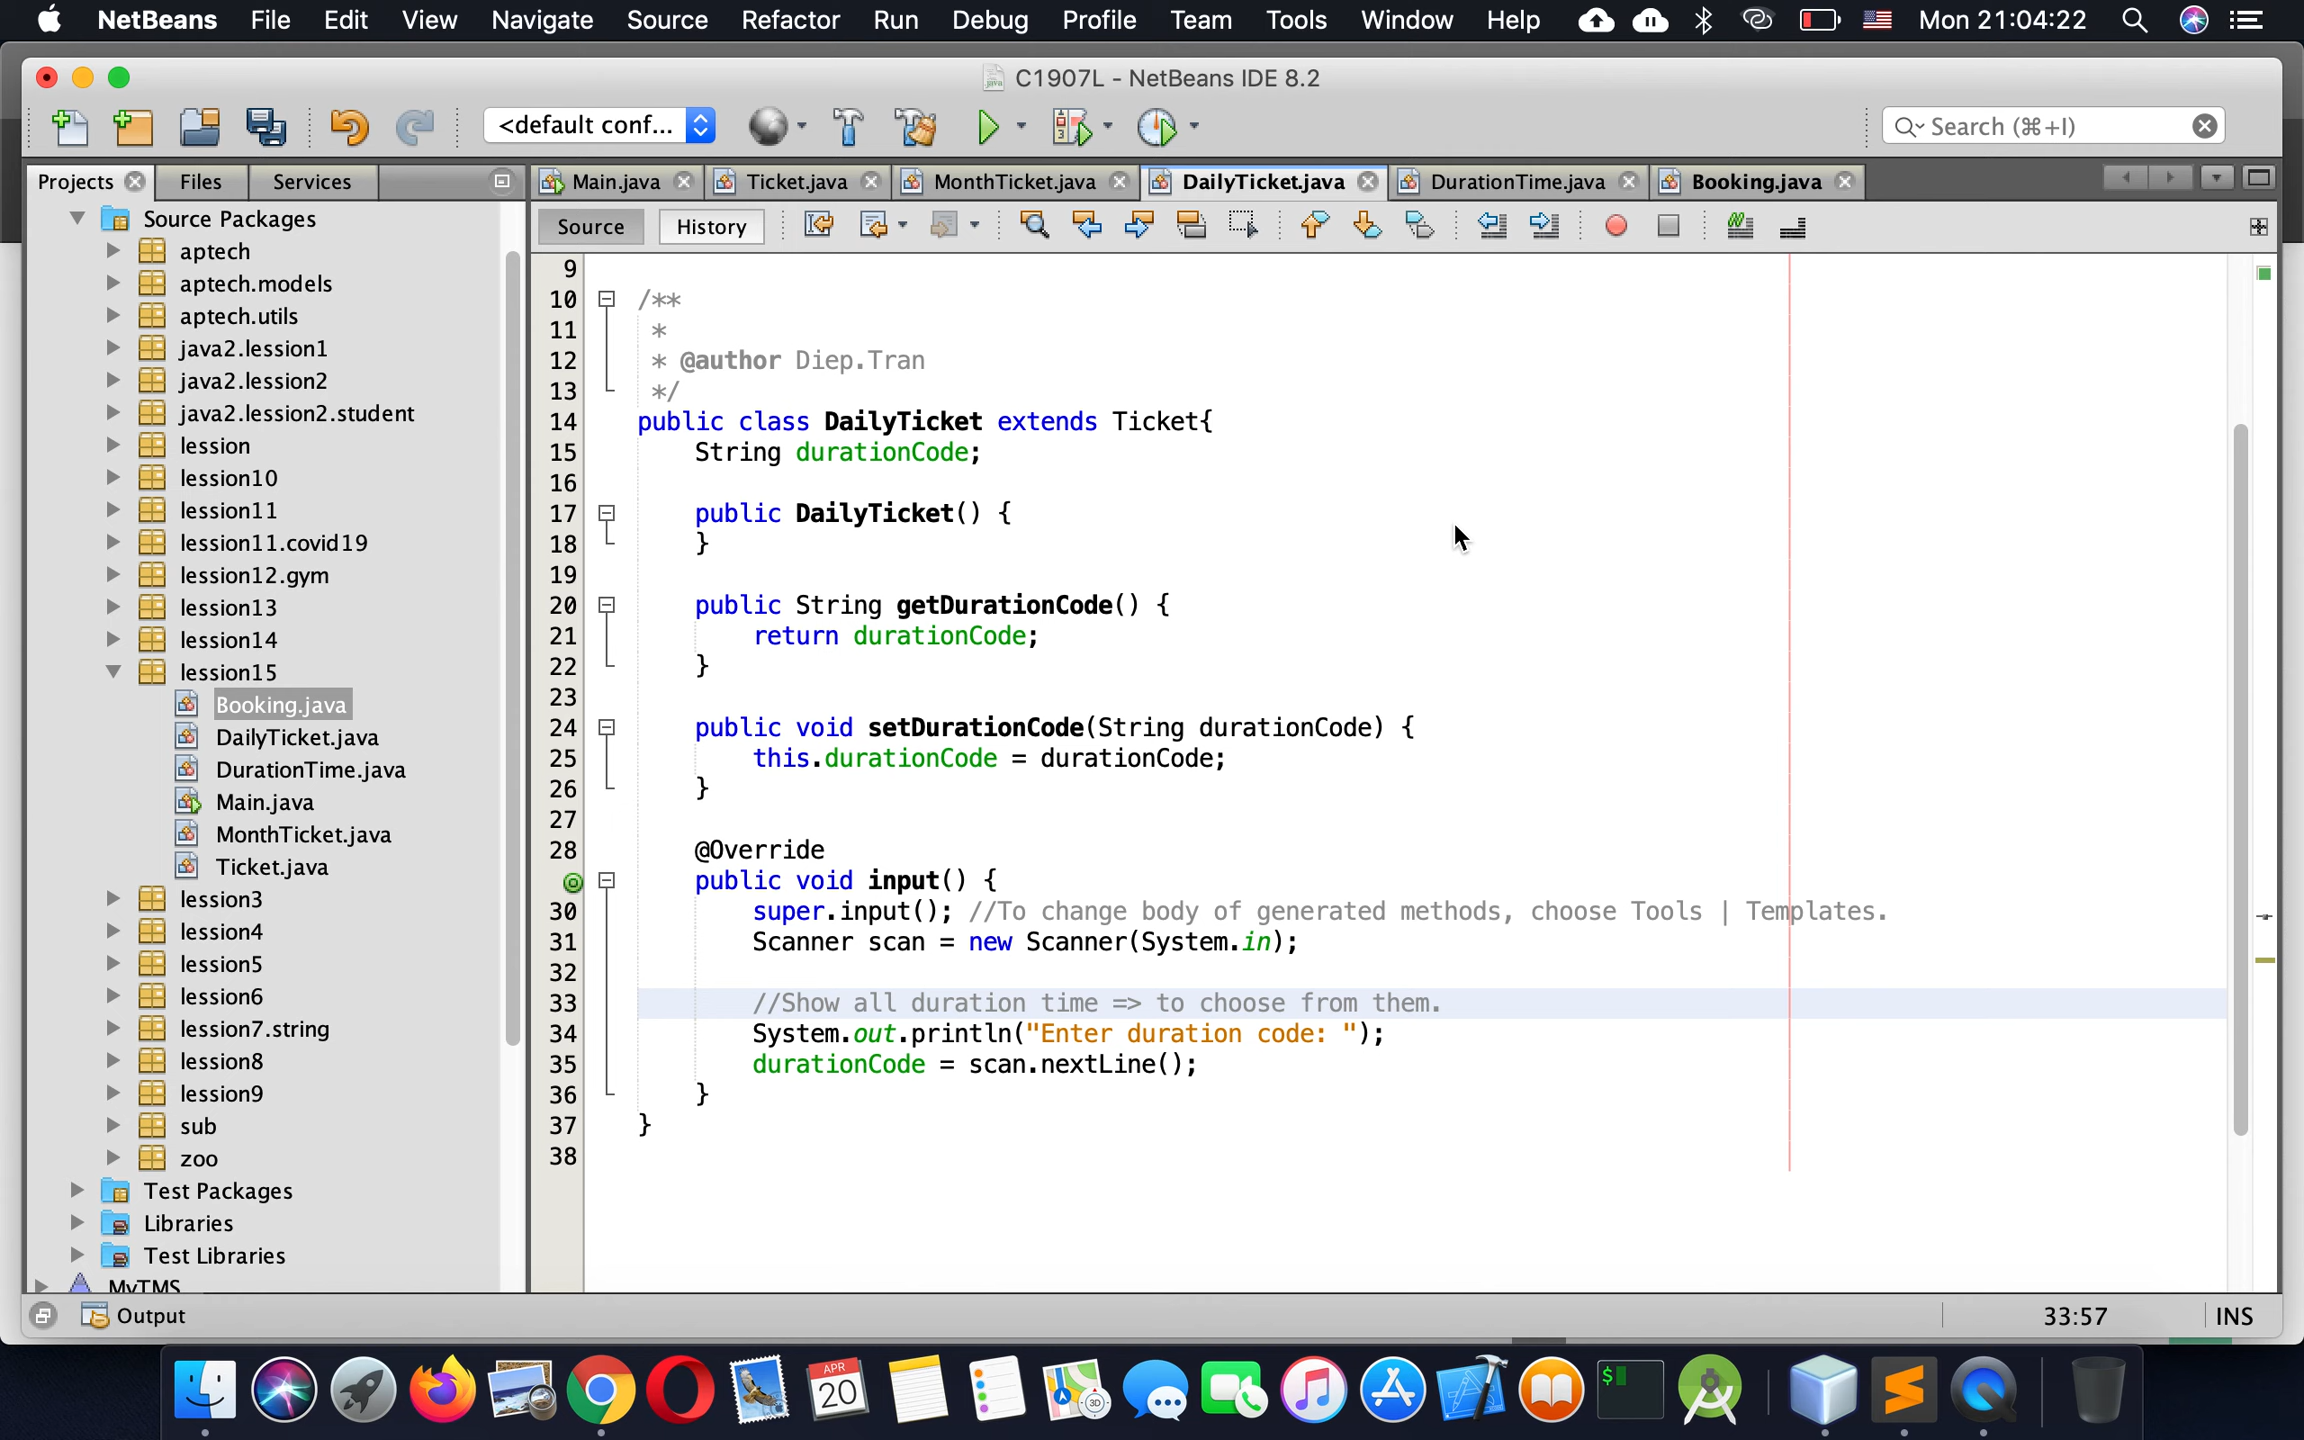 NetBeans File Edit View Navigate Source Refactor Run Debug Profile Team Tools Window Help Mon 21:04:22
C1907L - NetBeans IDE 8.2
<default conf... Search (⌘+I)
Projects Files Services
Main.java Ticket.java MonthTicket.java DailyTicket.java DurationTime.java Booking.java
Source History
Source Packages
aptech
aptech.models
aptech.utils
java2.lession1
java2.lession2
java2.lession2.student
lession
lession10
lession11
lession11.covid19
lession12.gym
lession13
lession14
lession15
Booking.java
DailyTicket.java
DurationTime.java
Main.java
MonthTicket.java
Ticket.java
lession3
lession4
lession5
lession6
lession7.string
lession8
lession9
sub
zoo
Test Packages
Libraries
Test Libraries
MyTMS
9
10 /**
11 *
12 * @author Diep.Tran
13 */
14 public class DailyTicket extends Ticket{
15 String durationCode;
16
17 public DailyTicket() {
18 }
19
20 public String getDurationCode() {
21 return durationCode;
22 }
23
24 public void setDurationCode(String durationCode) {
25 this.durationCode = durationCode;
26 }
27
28 @Override
public void input() {
30 super.input(); //To change body of generated methods, choose Tools | Templates.
31 Scanner scan = new Scanner(System.in);
32
33 //Show all duration time => to choose from them.
34 System.out.println("Enter duration code: ");
35 durationCode = scan.nextLine();
36 }
37 }
38
Output 33:57 INS
APR
20
3D
$